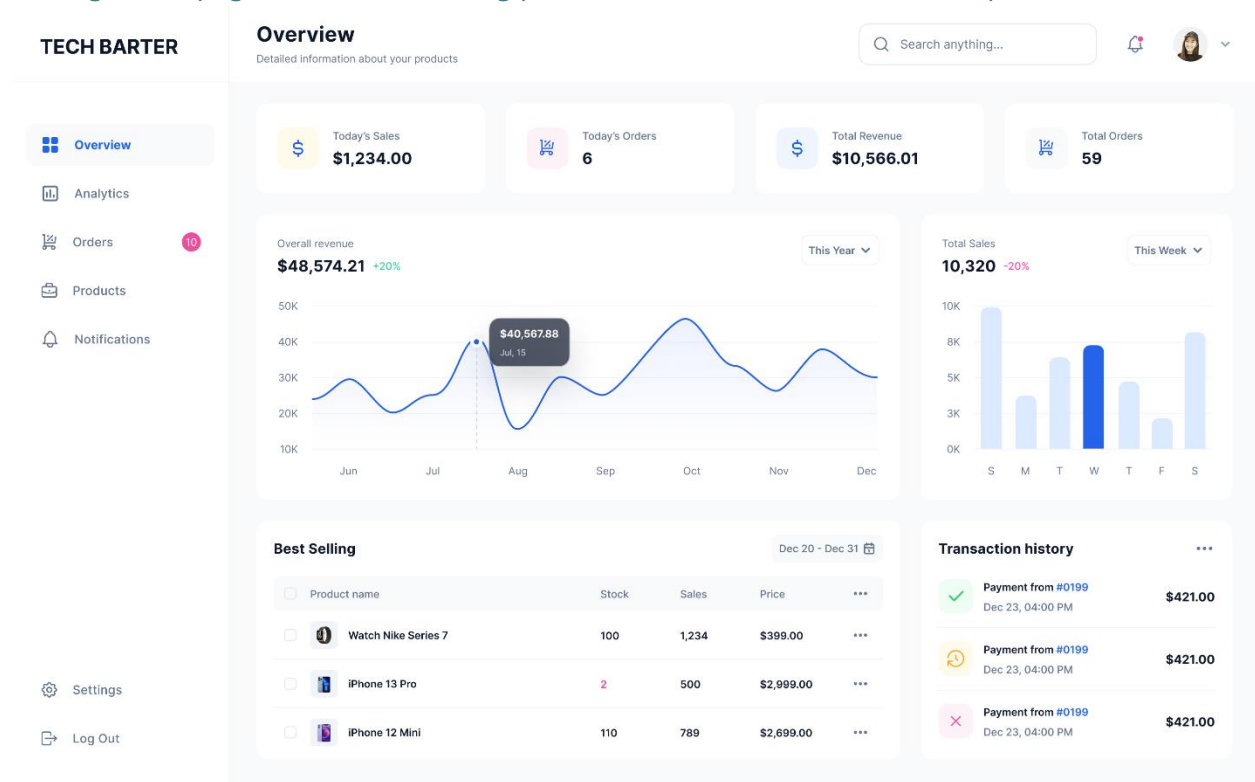 TECH BARTER
Overview
Detailed information about your products
Search anything...
Overview
Analytics
Orders
10
Products
Notifications
Settings
Log Out
Today's Sales
$1,234.00
Today's Orders
6
Total Revenue
$10,566.01
Total Orders
59
Overall revenue
$48,574.21 +20%
This Year
50K
40K
30K
20K
10K
$40,567.88
Jul, 15
Jun Jul Aug Sep Oct Nov Dec
Total Sales
10,320 -20%
This Week
10K
8K
5K
3K
0K
S M T W T F S
Best Selling
Dec 20 - Dec 31
Product name Stock Sales Price
Watch Nike Series 7 100 1,234 $399.00
iPhone 13 Pro 2 500 $2,999.00
iPhone 12 Mini 110 789 $2,699.00
Transaction history
Payment from #0199
Dec 23, 04:00 PM
$421.00
Payment from #0199
Dec 23, 04:00 PM
$421.00
Payment from #0199
Dec 23, 04:00 PM
$421.00